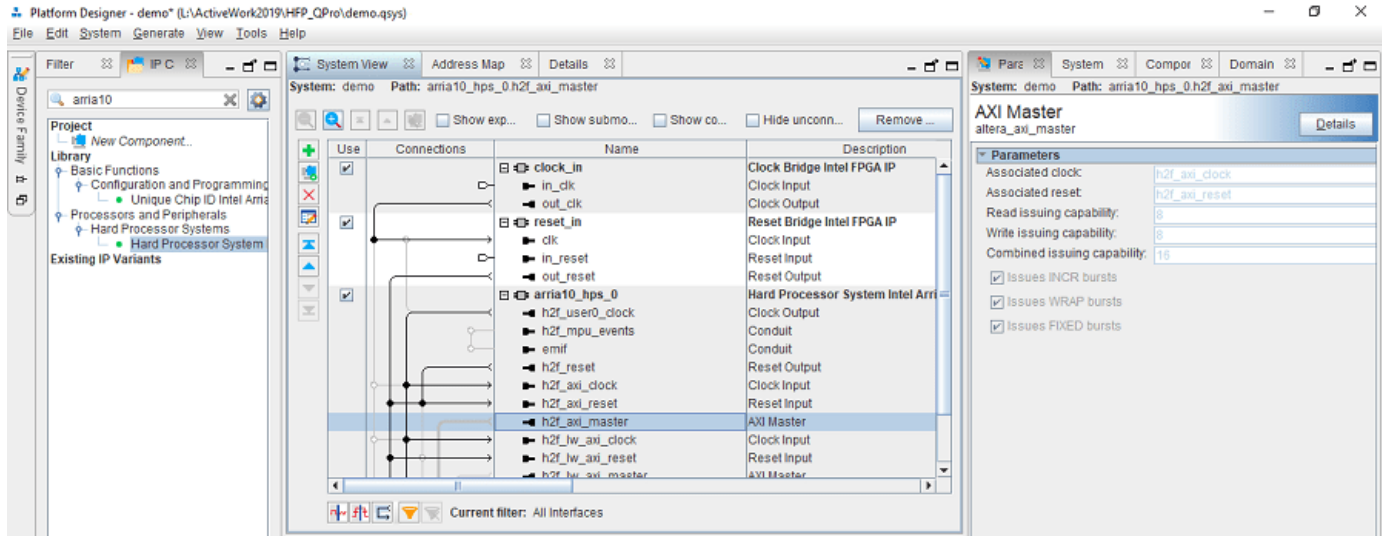 Platform Designer - demo* (L:\ActiveWork2019\HFP_QPro\demo.qsys)
File Edit System Generate View Tools Help
Device Family
Filter IP C
arria10
Project
New Component...
Library
Basic Functions
Configuration and Programming
Unique Chip ID Intel Arria
Processors and Peripherals
Hard Processor Systems
Hard Processor System
Existing IP Variants
System View Address Map Details
System: demo Path: arria10_hps_0.h2f_axi_master
Show exp... Show submo... Show co... Hide unconn... Remove ...
Use Connections Name Description
clock_in Clock Bridge Intel FPGA IP
in_clk Clock Input
out_clk Clock Output
reset_in Reset Bridge Intel FPGA IP
clk Clock Input
in_reset Reset Input
out_reset Reset Output
arria10_hps_0 Hard Processor System Intel Arri
h2f_user0_clock Clock Output
h2f_mpu_events Conduit
emif Conduit
h2f_reset Reset Output
h2f_axi_clock Clock Input
h2f_axi_reset Reset Input
h2f_axi_master AXI Master
h2f_lw_axi_clock Clock Input
h2f_lw_axi_reset Reset Input
h2f_lw_axi_master AXI Master
Current filter: All Interfaces
Para System Compor Domain
System: demo Path: arria10_hps_0.h2f_axi_master
AXI Master
altera_axi_master
Details
Parameters
Associated clock: h2f_axi_clock
Associated reset: h2f_axi_reset
Read issuing capability: 8
Write issuing capability: 8
Combined issuing capability: 16
Issues INCR bursts
Issues WRAP bursts
Issues FIXED bursts